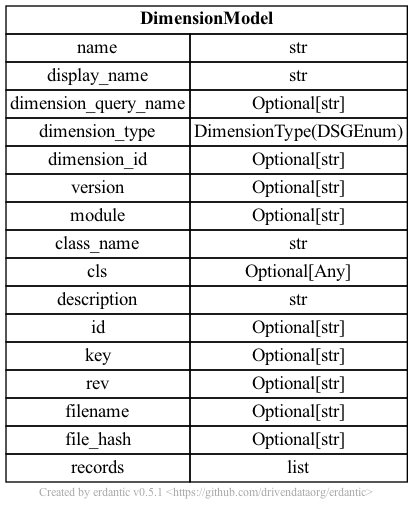 DimensionModel
name str
display_name str
dimension_query_name Optional[str]
dimension_type DimensionType(DSGEnum)
dimension_id Optional[str]
version Optional[str]
module Optional[str]
class_name str
cls Optional[Any]
description str
id Optional[str]
key Optional[str]
rev Optional[str]
filename Optional[str]
file_hash Optional[str]
records list
Created by erdantic v0.5.1 <https://github.com/drivendataorg/erdantic>